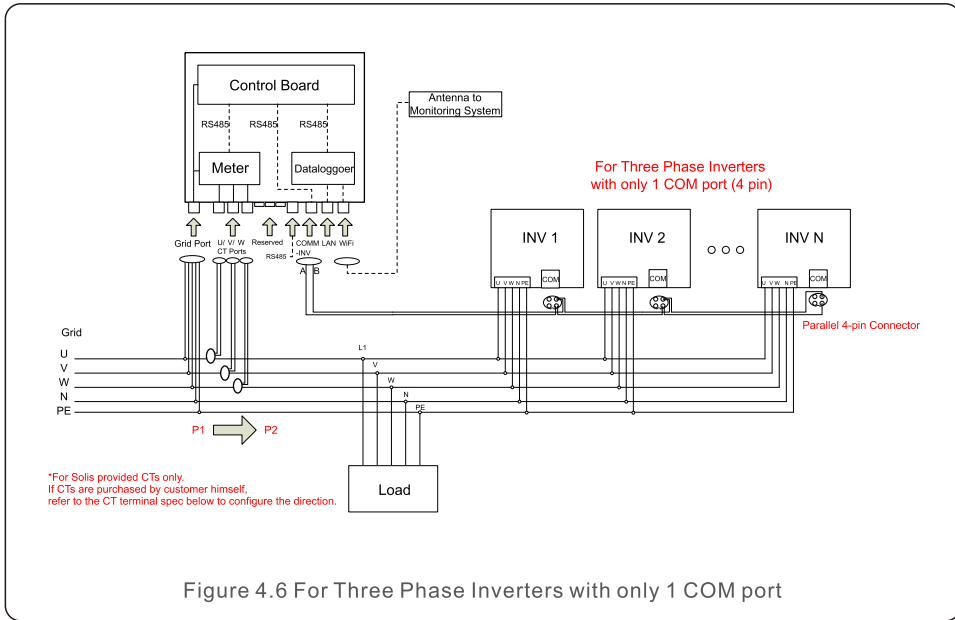 Control Board
Antenna to
Monitoring System
RS485
RS485
RS485
Meter
Dataloggoer
For Three Phase Inverters
with only 1 COM port (4 pin)
INV 1
INV 2
INV N
Grid Port
U/ V/ W
CT Ports
Reserved
RS485
COMM
-INV
LAN
WiFi
A
B
COM
COM
COM
U V W N PE
U V W N PE
U V W N PE
Parallel 4-pin Connector
Grid
U
V
W
N
PE
L1
V
W
N
PE
P1
P2
*For Solis provided CTs only.
If CTs are purchased by customer himself,
refer to the CT terminal spec below to configure the direction.
Load
Figure 4.6 For Three Phase Inverters with only 1 COM port